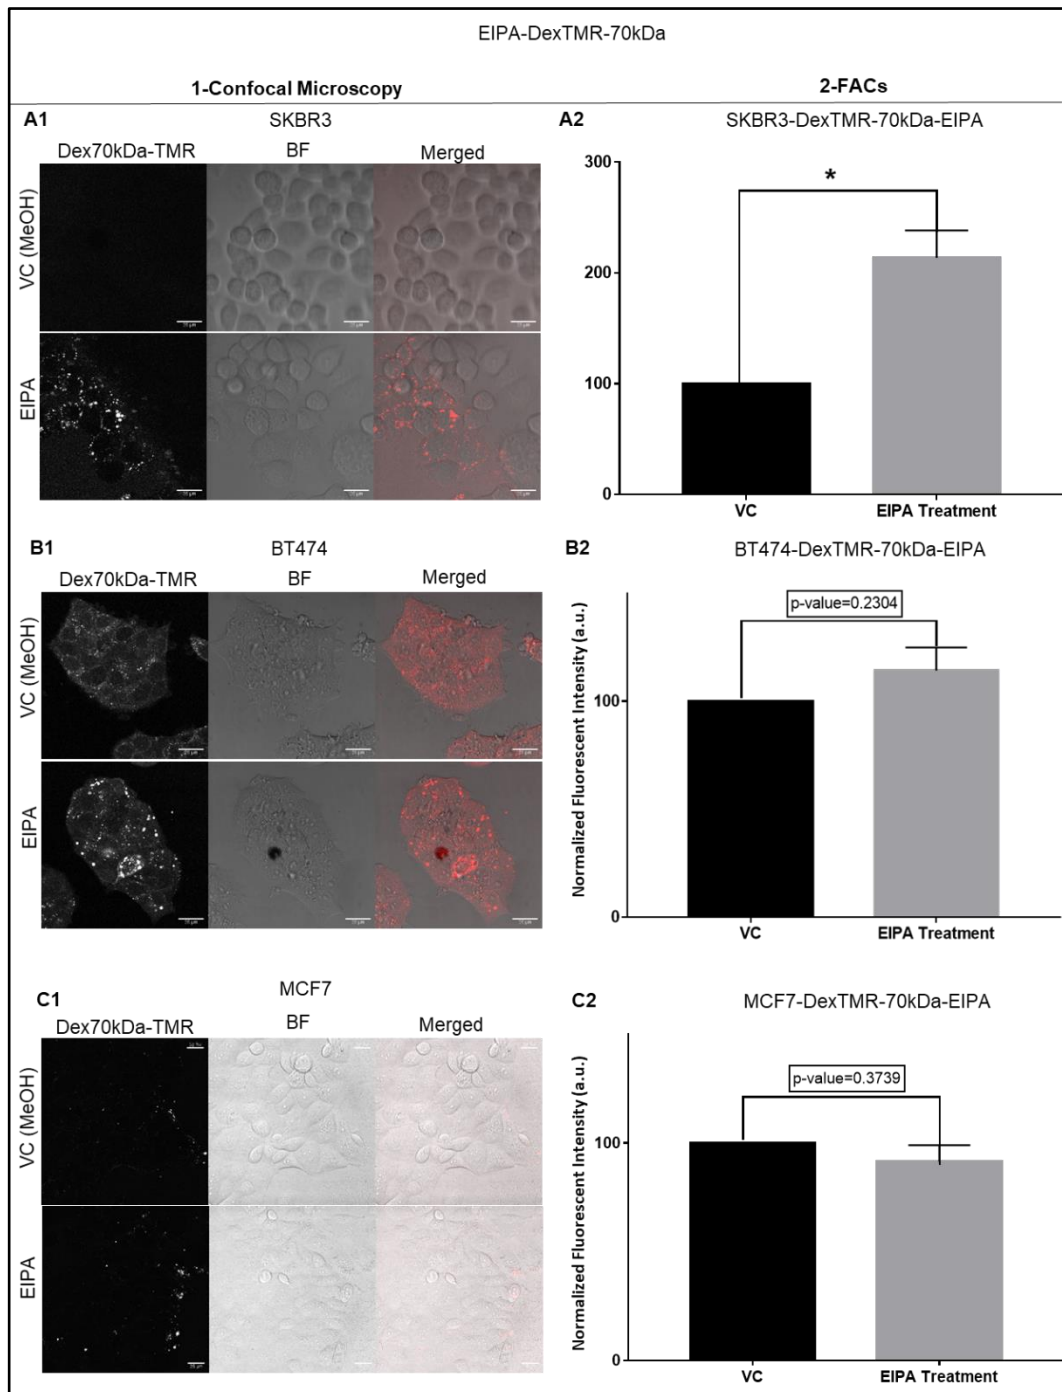 EIPA-DexTMR-70kDa
1-Confocal Microscopy
2-FACs
A1
SKBR3
Dex70kDa-TMR
BF
Merged
VC (MeOH)
EIPA
A2
SKBR3-DexTMR-70kDa-EIPA
300
200
100
0
*
VC
EIPA Treatment
B1
BT474
Dex70kDa-TMR
BF
Merged
VC (MeOH)
EIPA
B2
BT474-DexTMR-70kDa-EIPA
Normalized Fluorescent Intensity (a.u.)
100
0
p-value=0.2304
VC
EIPA Treatment
C1
MCF7
Dex70kDa-TMR
BF
Merged
VC (MeOH)
EIPA
C2
MCF7-DexTMR-70kDa-EIPA
Normalized Fluorescent Intensity (a.u.)
100
0
p-value=0.3739
VC
EIPA Treatment